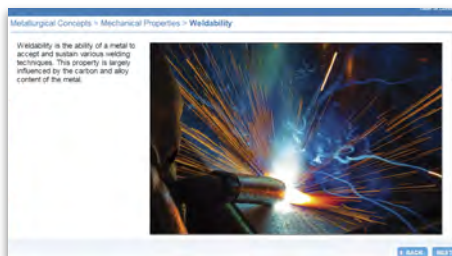 Metallurgical Concepts > Mechanical Properties > Weldability
Weldability is the ability of a metal to
accept and sustain various welding
techniques. This property is largely
influenced by the carbon and alloy
content of the metal.
BACK NEXT